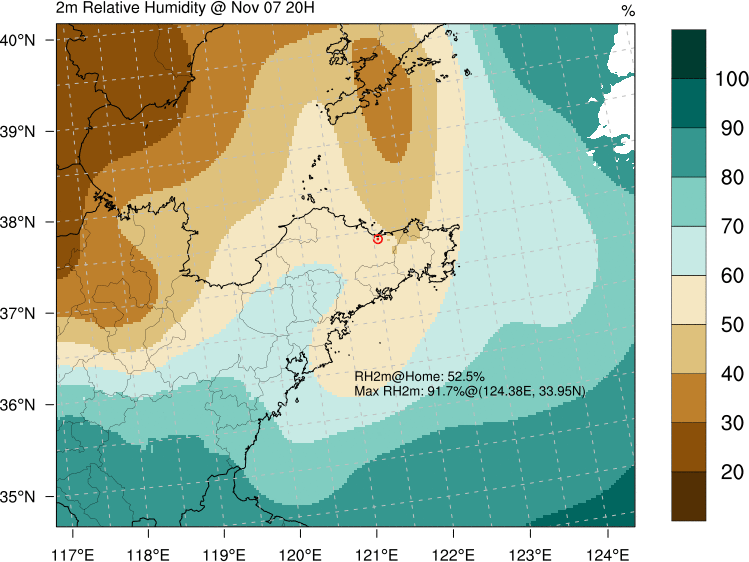 2m Relative Humidity @ Nov 07 20H
%
40°N
39°N
38°N
37°N
36°N
35°N
117°E 118°E 119°E 120°E 121°E 122°E 123°E 124°E
RH2m@Home: 52.5%
Max RH2m: 91.7%@(124.38E, 33.95N)
100
90
80
70
60
50
40
30
20